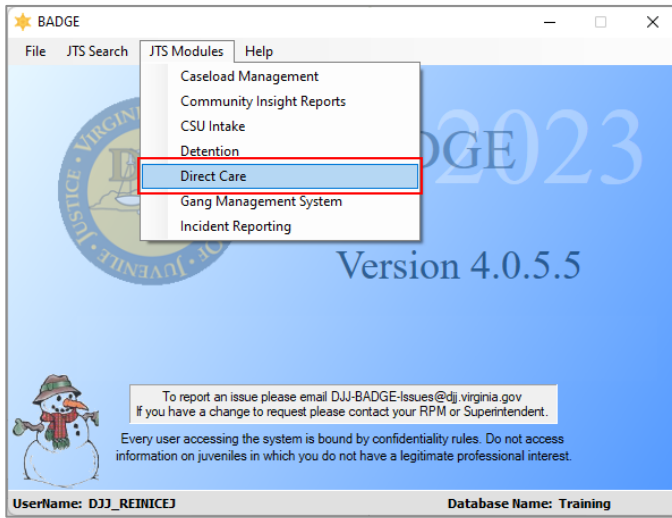 BADGE
File JTS Search JTS Modules Help
Caseload Management
Community Insight Reports
CSU Intake
Detention
Direct Care
Gang Management System
Incident Reporting
DGE 2023
Version 4.0.5.5
VIRGIN
JUSTICE • OF • JUVENILE
D
To report an issue please email DJJ-BADGE-Issues@djj.virginia.gov
If you have a change to request please contact your RPM or Superintendent.
Every user accessing the system is bound by confidentiality rules. Do not access
information on juveniles in which you do not have a legitimate professional interest.
UserName: DJJ_REINICEJ Database Name: Training